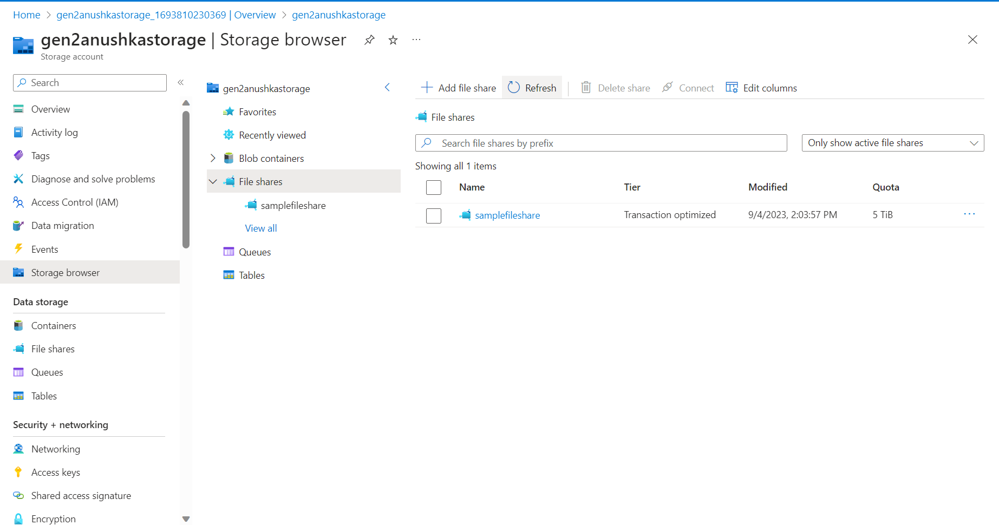 Home > gen2anushkastorage_1693810230369 | Overview > gen2anushkastorage
gen2anushkastorage | Storage browser
Storage account
Search
Overview
Activity log
Tags
Diagnose and solve problems
Access Control (IAM)
Data migration
Events
Storage browser
Data storage
Containers
File shares
Queues
Tables
Security + networking
Networking
Access keys
Shared access signature
Encryption
gen2anushkastorage
Favorites
Recently viewed
Blob containers
File shares
samplefileshare
View all
Queues
Tables
Add file share Refresh Delete share Connect Edit columns
File shares
Search file shares by prefix Only show active file shares
Showing all 1 items
Name Tier Modified Quota
samplefileshare Transaction optimized 9/4/2023, 2:03:57 PM 5 TiB